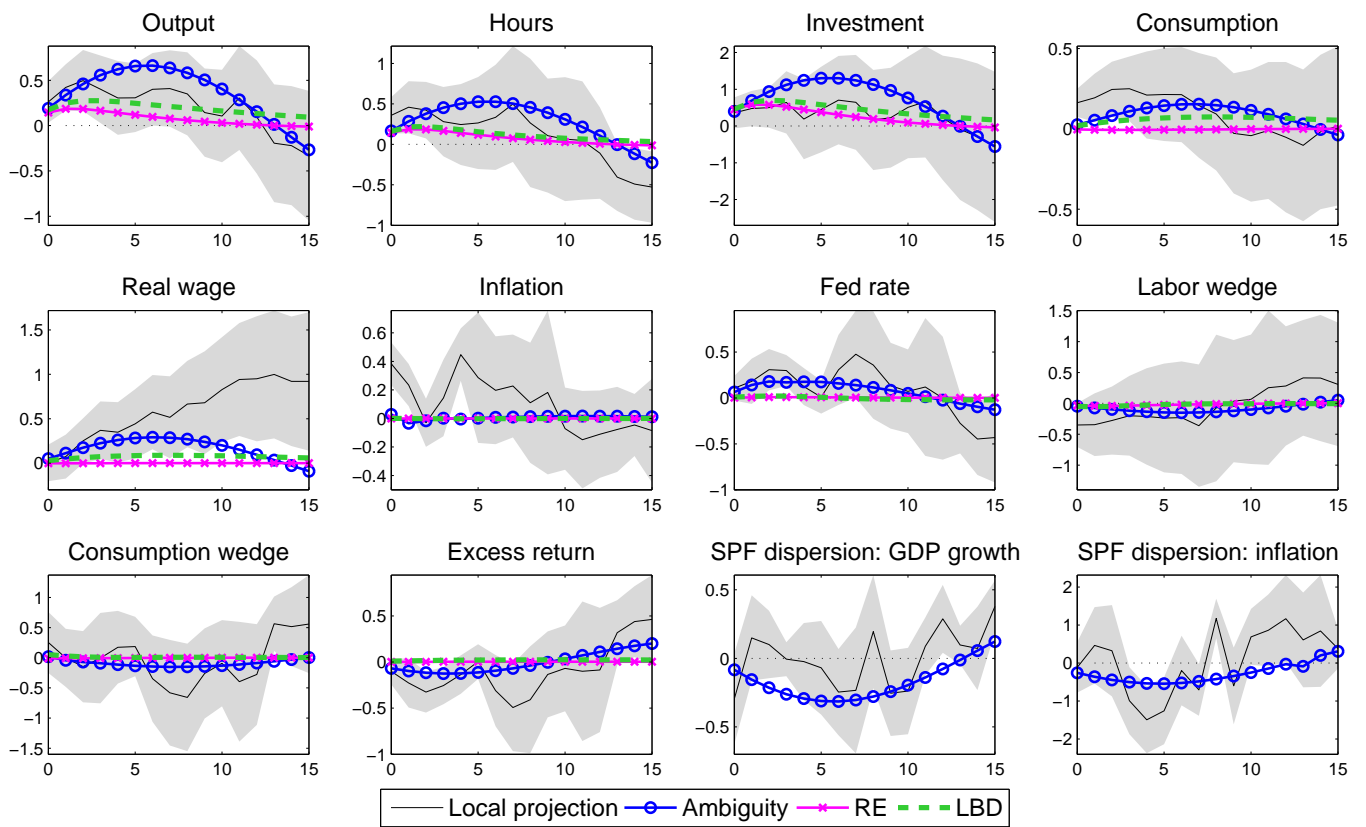 Output Hours Investment Consumption
0.5 0 −0.5 −1 0 5 10 15
1 0.5 0 −0.5 −1 0 5 10 15
2 1 0 −1 −2 0 5 10 15
0.5 0 −0.5 0 5 10 15
Real wage Inflation Fed rate Labor wedge
1.5 1 0.5 0 0 5 10 15
0.6 0.4 0.2 0 −0.2 −0.4 0 5 10 15
0.5 0 −0.5 −1 0 5 10 15
1.5 1 0.5 0 −0.5 −1 0 5 10 15
Consumption wedge Excess return SPF dispersion: GDP growth SPF dispersion: inflation
1 0.5 0 −0.5 −1 −1.5 0 5 10 15
0.5 0 −0.5 −1 0 5 10 15
0.5 0 −0.5 0 5 10 15
2 1 0 −1 −2 0 5 10 15
Local projection Ambiguity RE LBD